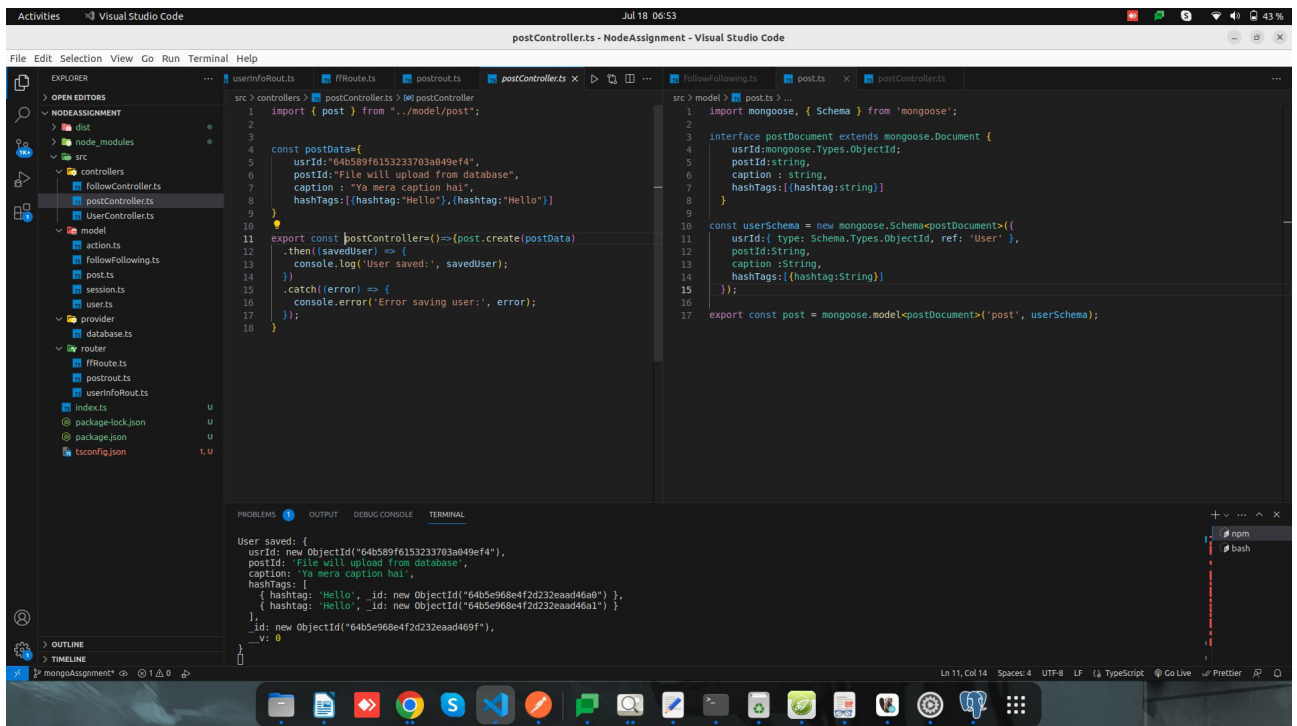 Activities Visual Studio Code Jul 18 06:53 43 %
postController.ts - NodeAssignment - Visual Studio Code
File Edit Selection View Go Run Terminal Help
EXPLORER
OPEN EDITORS
NODEASSIGNMENT
dist
node_modules
src
controllers
followController.ts
postController.ts
UserController.ts
model
action.ts
followFollowing.ts
post.ts
session.ts
user.ts
provider
database.ts
router
ffRoute.ts
postrout.ts
userInfoRout.ts
index.ts U
package-lock.json U
package.json U
tsconfig.json 1, U
OUTLINE
TIMELINE
1K+
1
1
userInfoRout.ts ffRoute.ts postrout.ts postController.ts
src > controllers > postController.ts > postController
1 import { post } from "../model/post";
2
3
4 const postData={
5 usrId:"64b589f6153233703a049ef4",
6 postId:"File will upload from database",
7 caption : "Ya mera caption hai",
8 hashTags:[{hashtag:"Hello"},{hashtag:"Hello"}]
9 }
10
11 export const postController=()=>{post.create(postData)
12 .then((savedUser) => {
13 console.log('User saved:', savedUser);
14 })
15 .catch((error) => {
16 console.error('Error saving user:', error);
17 });
18 }
followFollowing.ts post.ts postController.ts
src > model > post.ts > ...
1 import mongoose, { Schema } from 'mongoose';
2
3 interface postDocument extends mongoose.Document {
4 usrId:mongoose.Types.ObjectId;
5 postId:string,
6 caption : string,
7 hashTags:[{hashtag:string}]
8 }
9
10 const userSchema = new mongoose.Schema<postDocument>({
11 usrId:{ type: Schema.Types.ObjectId, ref: 'User' },
12 postId:String,
13 caption :String,
14 hashTags:[{hashtag:String}]
15 });
16
17 export const post = mongoose.model<postDocument>('post', userSchema);
PROBLEMS 1 OUTPUT DEBUG CONSOLE TERMINAL
User saved: {
usrId: new ObjectId("64b589f6153233703a049ef4"),
postId: 'File will upload from database',
caption: 'Ya mera caption hai',
hashTags: [
{ hashtag: 'Hello', _id: new ObjectId("64b5e968e4f2d232eaad46a0") },
{ hashtag: 'Hello', _id: new ObjectId("64b5e968e4f2d232eaad46a1") }
],
_id: new ObjectId("64b5e968e4f2d232eaad469f"),
__v: 0
}
npm
bash
mongoAssgnment* 1 0 Ln 11, Col 14 Spaces: 4 UTF-8 LF TypeScript Go Live Prettier